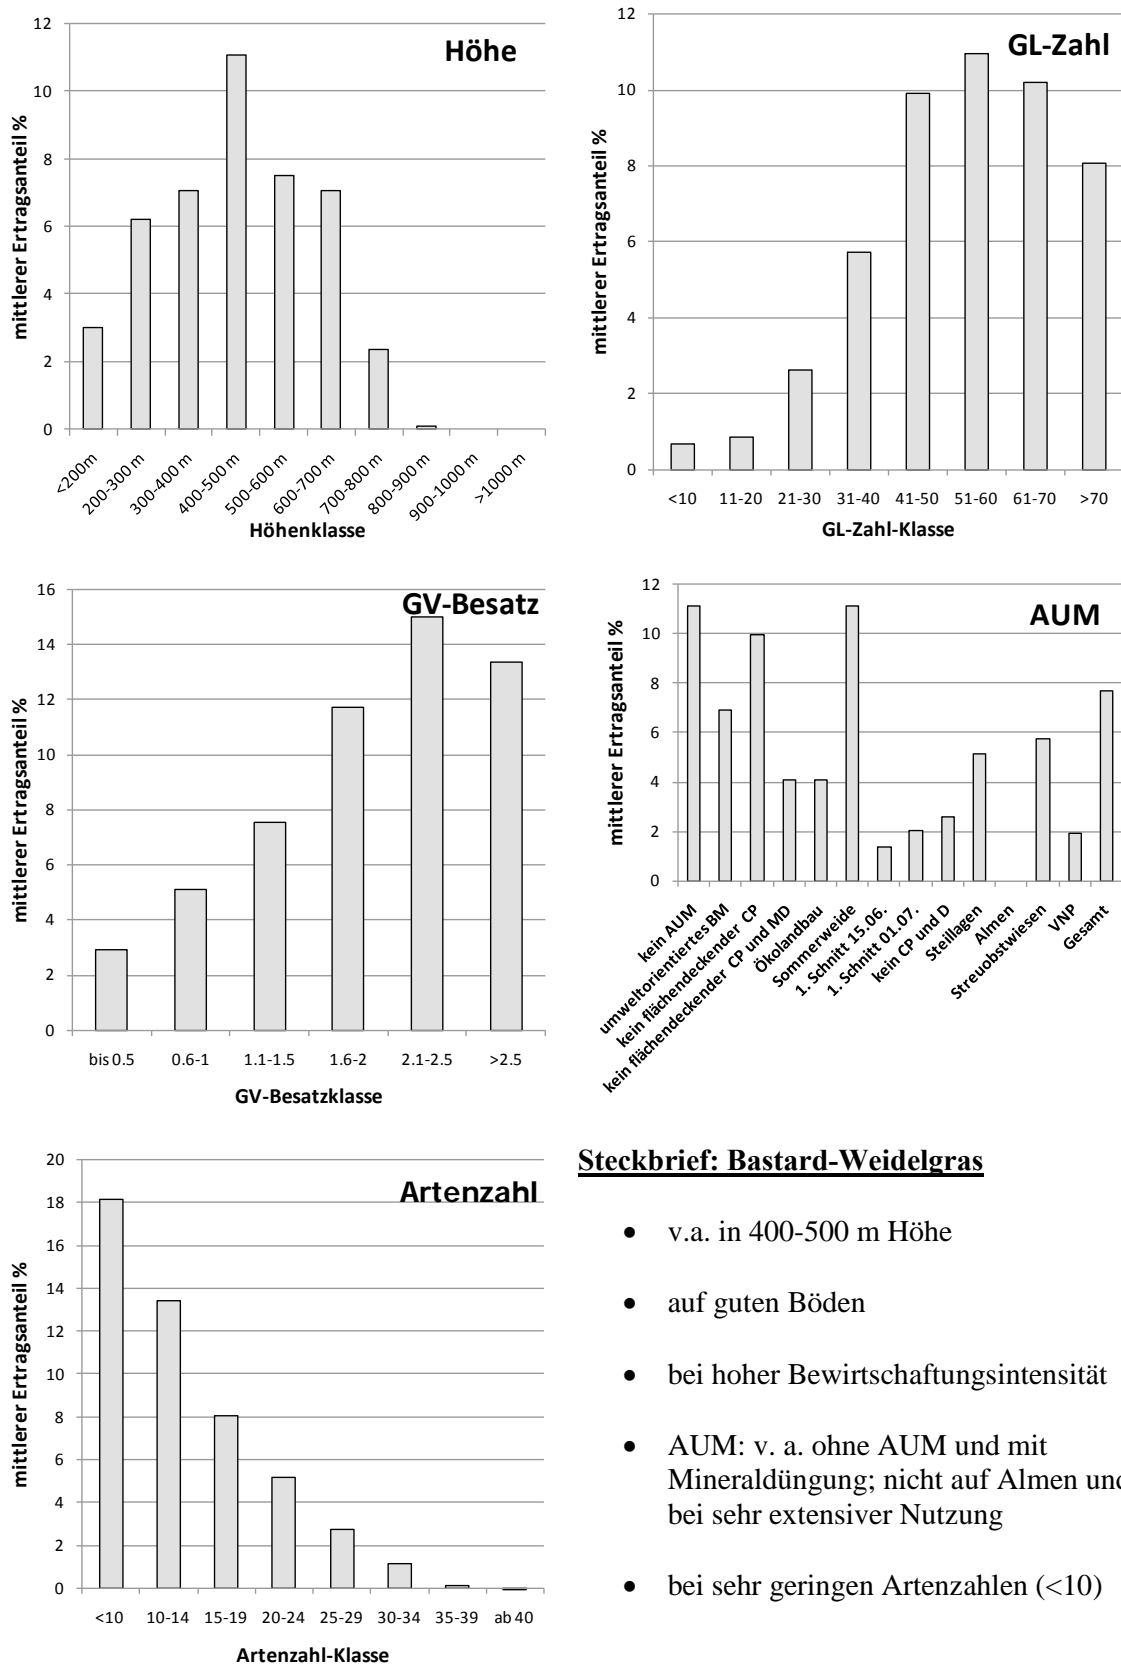 Höhe
mittlerer Ertragsanteil %
12
10
8
6
4
2
0
<200m
200-300 m
300-400 m
400-500 m
500-600 m
600-700 m
700-800 m
800-900 m
900-1000 m
>1000 m
Höhenklasse
GL-Zahl
mittlerer Ertragsanteil %
12
10
8
6
4
2
0
<10 11-20 21-30 31-40 41-50 51-60 61-70 >70
GL-Zahl-Klasse
GV-Besatz
mittlerer Ertragsanteil %
16
14
12
10
8
6
4
2
0
bis 0.5 0.6-1 1.1-1.5 1.6-2 2.1-2.5 >2.5
GV-Besatzklasse
AUM
mittlerer Ertragsanteil %
12
10
8
6
4
2
0
kein AUM
umweltorientiertes BM
kein flächendeckender CP
kein flächendeckender CP und MD
Ökolandbau
Sommerweide
1. Schnitt 15.06.
1. Schnitt 01.07.
kein CP und D
Steillagen
Almen
Streuobstwiesen
VNP
Gesamt
Artenzahl
mittlerer Ertragsanteil %
20
18
16
14
12
10
8
6
4
2
0
<10 10-14 15-19 20-24 25-29 30-34 35-39 ab 40
Artenzahl-Klasse
Steckbrief: Bastard-Weidelgras
• v.a. in 400-500 m Höhe
• auf guten Böden
• bei hoher Bewirtschaftungsintensität
• AUM: v. a. ohne AUM und mit
Mineraldüngung; nicht auf Almen und
bei sehr extensiver Nutzung
• bei sehr geringen Artenzahlen (<10)